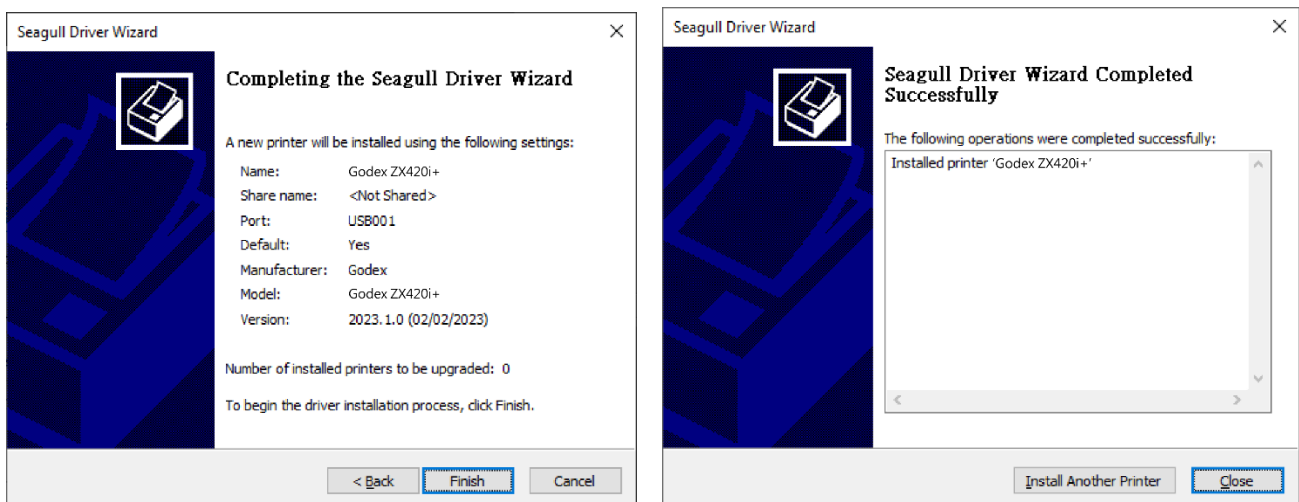 Seagull Driver Wizard
Completing the Seagull Driver Wizard
A new printer will be installed using the following settings:
Name: Godex ZX420i+
Share name: <Not Shared>
Port: USB001
Default: Yes
Manufacturer: Godex
Model: Godex ZX420i+
Version: 2023.1.0 (02/02/2023)
Number of installed printers to be upgraded: 0
To begin the driver installation process, click Finish.
< Back
Finish
Cancel
Seagull Driver Wizard
Seagull Driver Wizard Completed
Successfully
The following operations were completed successfully:
Installed printer ‘Godex ZX420i+’
Install Another Printer
Close